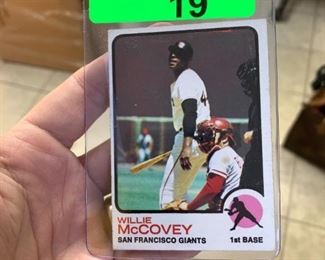 19
WILLIE
McCOVEY
SAN FRANCISCO GIANTS 1st BASE